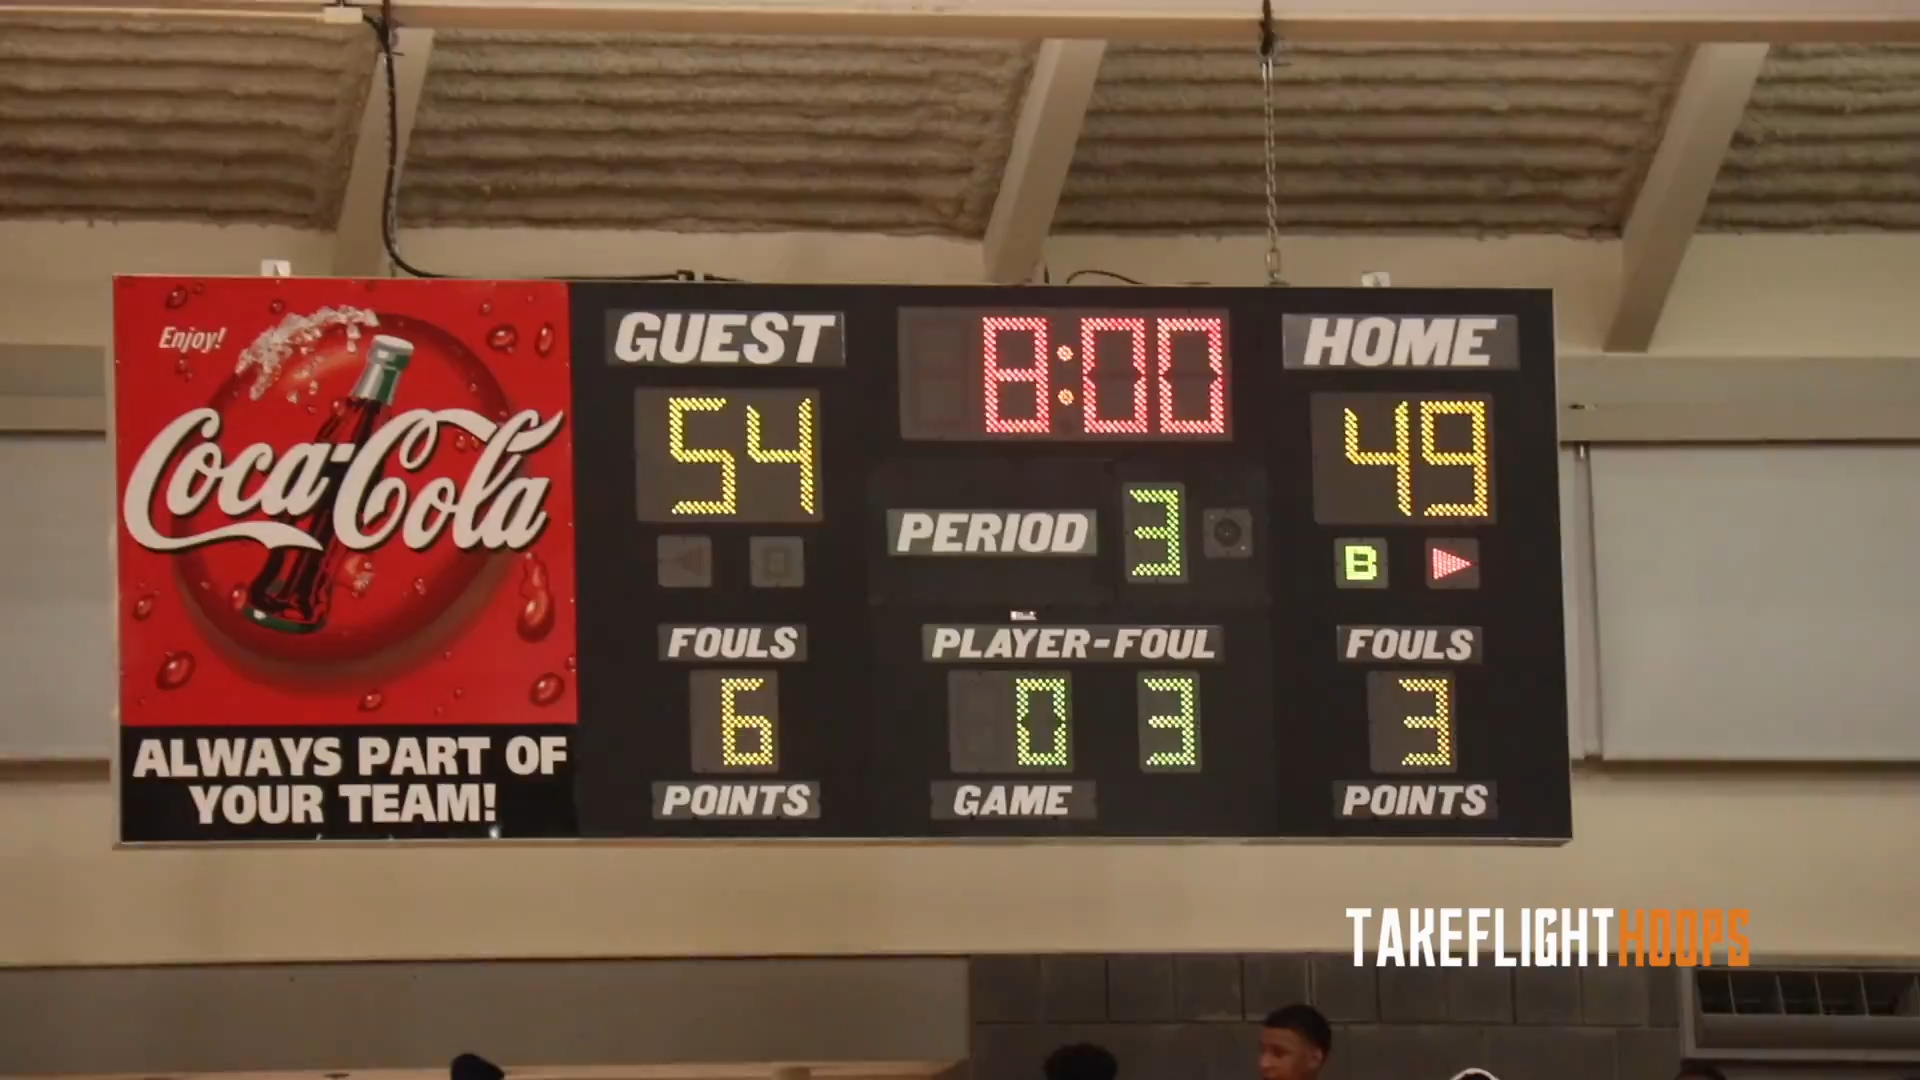 Enjoy!
Coca-Cola
ALWAYS PART OF
YOUR TEAM!
GUEST 8:00 HOME
54 49
PERIOD 3
B
FOULS PLAYER-FOUL FOULS
6 0 3 3
POINTS GAME POINTS
TAKEFLIGHTHOOPS